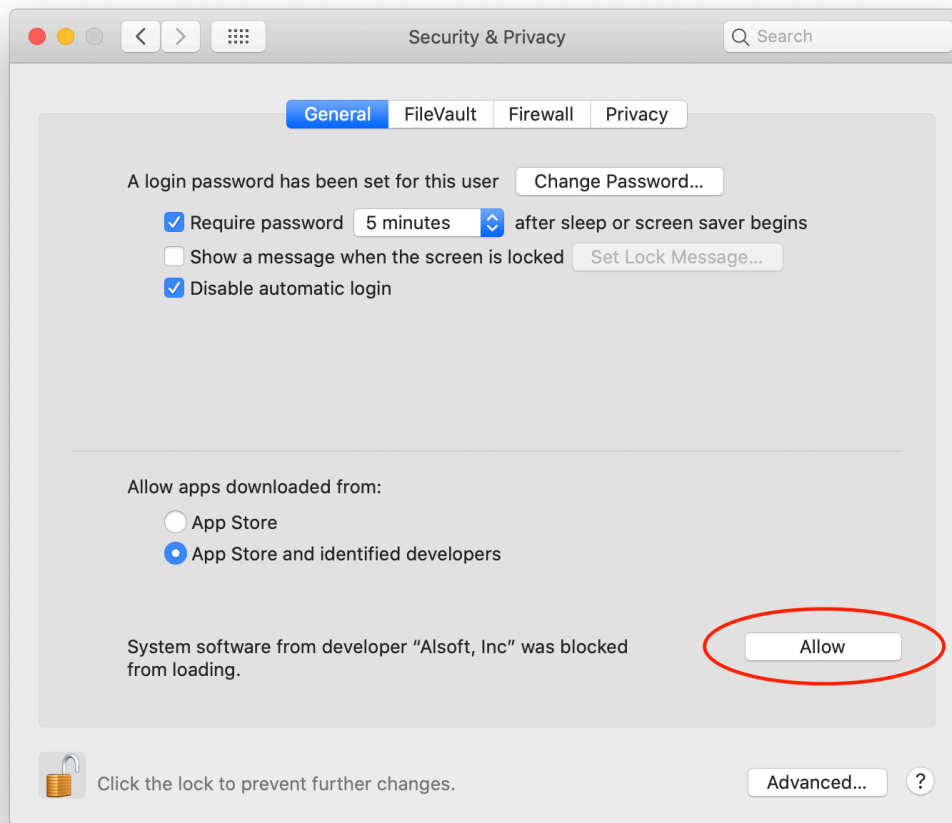 Security & Privacy
Search
General FileVault Firewall Privacy
A login password has been set for this user Change Password...
Require password 5 minutes after sleep or screen saver begins
Show a message when the screen is locked Set Lock Message...
Disable automatic login
Allow apps downloaded from:
App Store
App Store and identified developers
System software from developer “Alsoft, Inc” was blocked
from loading.
Allow
Click the lock to prevent further changes.
Advanced...
?